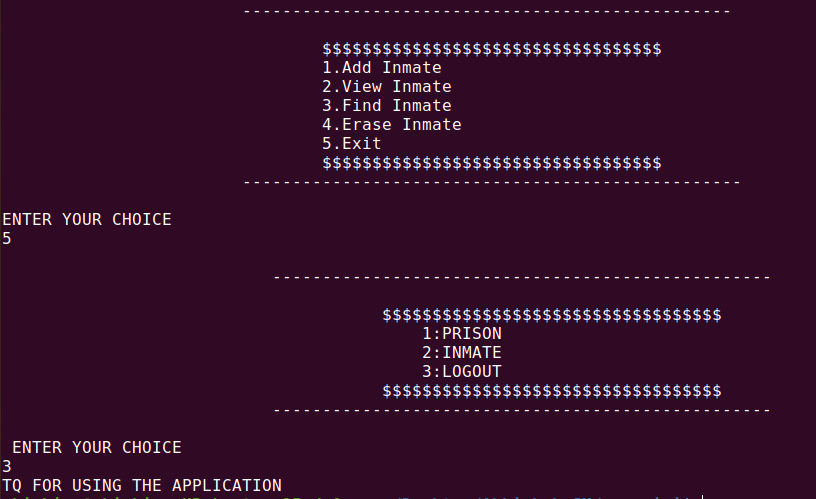 -------------------------------------------------
$$$$$$$$$$$$$$$$$$$$$$$$$$$$$$$$$$
1.Add Inmate
2.View Inmate
3.Find Inmate
4.Erase Inmate
5.Exit
$$$$$$$$$$$$$$$$$$$$$$$$$$$$$$$$$$
--------------------------------------------------
ENTER YOUR CHOICE
5
--------------------------------------------------
$$$$$$$$$$$$$$$$$$$$$$$$$$$$$$$$$$
1:PRISON
2:INMATE
3:LOGOUT
$$$$$$$$$$$$$$$$$$$$$$$$$$$$$$$$$$
--------------------------------------------------
ENTER YOUR CHOICE
3
TQ FOR USING THE APPLICATION